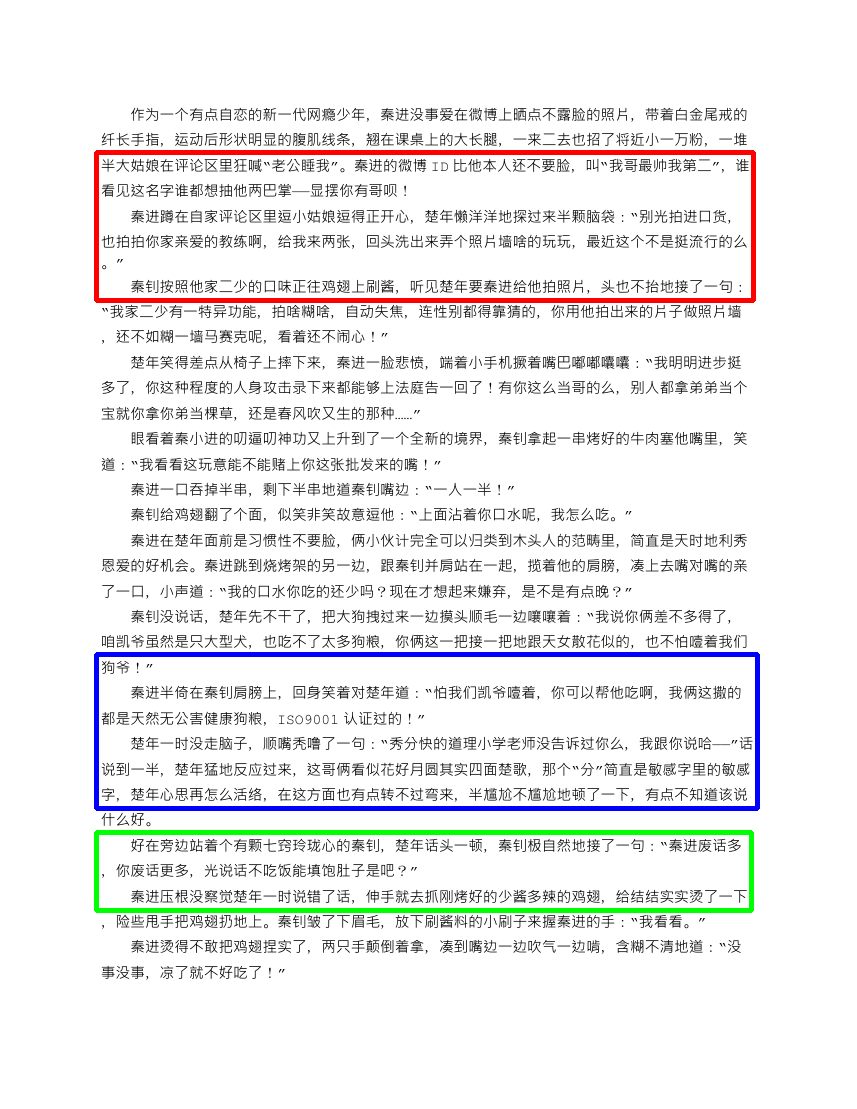 作为一个有点自恋的新一代网瘾少年，秦进没事爱在微博上晒点不露脸的照片，带着白金尾戒的
纤长手指，运动后形状明显的腹肌线条，翘在课桌上的大长腿，一来二去也招了将近小一万粉，一堆
半大姑娘在评论区里狂喊“老公睡我”。秦进的微博 ID 比他本人还不要脸，叫“我哥最帅我第二”，谁
看见这名字谁都想抽他两巴掌——显摆你有哥呗！
秦进蹲在自家评论区里逗小姑娘逗得正开心，楚年懒洋洋地探过来半颗脑袋：“别光拍进口货，
也拍拍你家亲爱的教练啊，给我来两张，回头洗出来弄个照片墙啥的玩玩，最近这个不是挺流行的么
。”
秦钊按照他家二少的口味正往鸡翅上刷酱，听见楚年要秦进给他拍照片，头也不抬地接了一句：
“我家二少有一特异功能，拍啥糊啥，自动失焦，连性别都得靠猜的，你用他拍出来的片子做照片墙
，还不如糊一墙马赛克呢，看着还不闹心！”
楚年笑得差点从椅子上摔下来，秦进一脸悲愤，端着小手机撅着嘴巴嘟嘟囔囔：“我明明进步挺
多了，你这种程度的人身攻击录下来都能够上法庭告一回了！有你这么当哥的么，别人都拿弟弟当个
宝就你拿你弟当棵草，还是春风吹又生的那种……”
眼看着秦小进的叨逼叨神功又上升到了一个全新的境界，秦钊拿起一串烤好的牛肉塞他嘴里，笑
道：“我看看这玩意能不能赌上你这张批发来的嘴！”
秦进一口吞掉半串，剩下半串地道秦钊嘴边：“一人一半！”
秦钊给鸡翅翻了个面，似笑非笑故意逗他：“上面沾着你口水呢，我怎么吃。”
秦进在楚年面前是习惯性不要脸，俩小伙计完全可以归类到木头人的范畴里，简直是天时地利秀
恩爱的好机会。秦进跳到烧烤架的另一边，跟秦钊并肩站在一起，揽着他的肩膀，凑上去嘴对嘴的亲
了一口，小声道：“我的口水你吃的还少吗？现在才想起来嫌弃，是不是有点晚？”
秦钊没说话，楚年先不干了，把大狗拽过来一边摸头顺毛一边嚷嚷着：“我说你俩差不多得了，
咱凯爷虽然是只大型犬，也吃不了太多狗粮，你俩这一把接一把地跟天女散花似的，也不怕噎着我们
狗爷！”
秦进半倚在秦钊肩膀上，回身笑着对楚年道：“怕我们凯爷噎着，你可以帮他吃啊，我俩这撒的
都是天然无公害健康狗粮，ISO9001 认证过的！”
楚年一时没走脑子，顺嘴秃噜了一句：“秀分快的道理小学老师没告诉过你么，我跟你说哈——”话
说到一半，楚年猛地反应过来，这哥俩看似花好月圆其实四面楚歌，那个“分”简直是敏感字里的敏感
字，楚年心思再怎么活络，在这方面也有点转不过弯来，半尴尬不尴尬地顿了一下，有点不知道该说
什么好。
好在旁边站着个有颗七窍玲珑心的秦钊，楚年话头一顿，秦钊极自然地接了一句：“秦进废话多
，你废话更多，光说话不吃饭能填饱肚子是吧？”
秦进压根没察觉楚年一时说错了话，伸手就去抓刚烤好的少酱多辣的鸡翅，给结结实实烫了一下
，险些甩手把鸡翅扔地上。秦钊皱了下眉毛，放下刷酱料的小刷子来握秦进的手：“我看看。”
秦进烫得不敢把鸡翅捏实了，两只手颠倒着拿，凑到嘴边一边吹气一边啃，含糊不清地道：“没
事没事，凉了就不好吃了！”